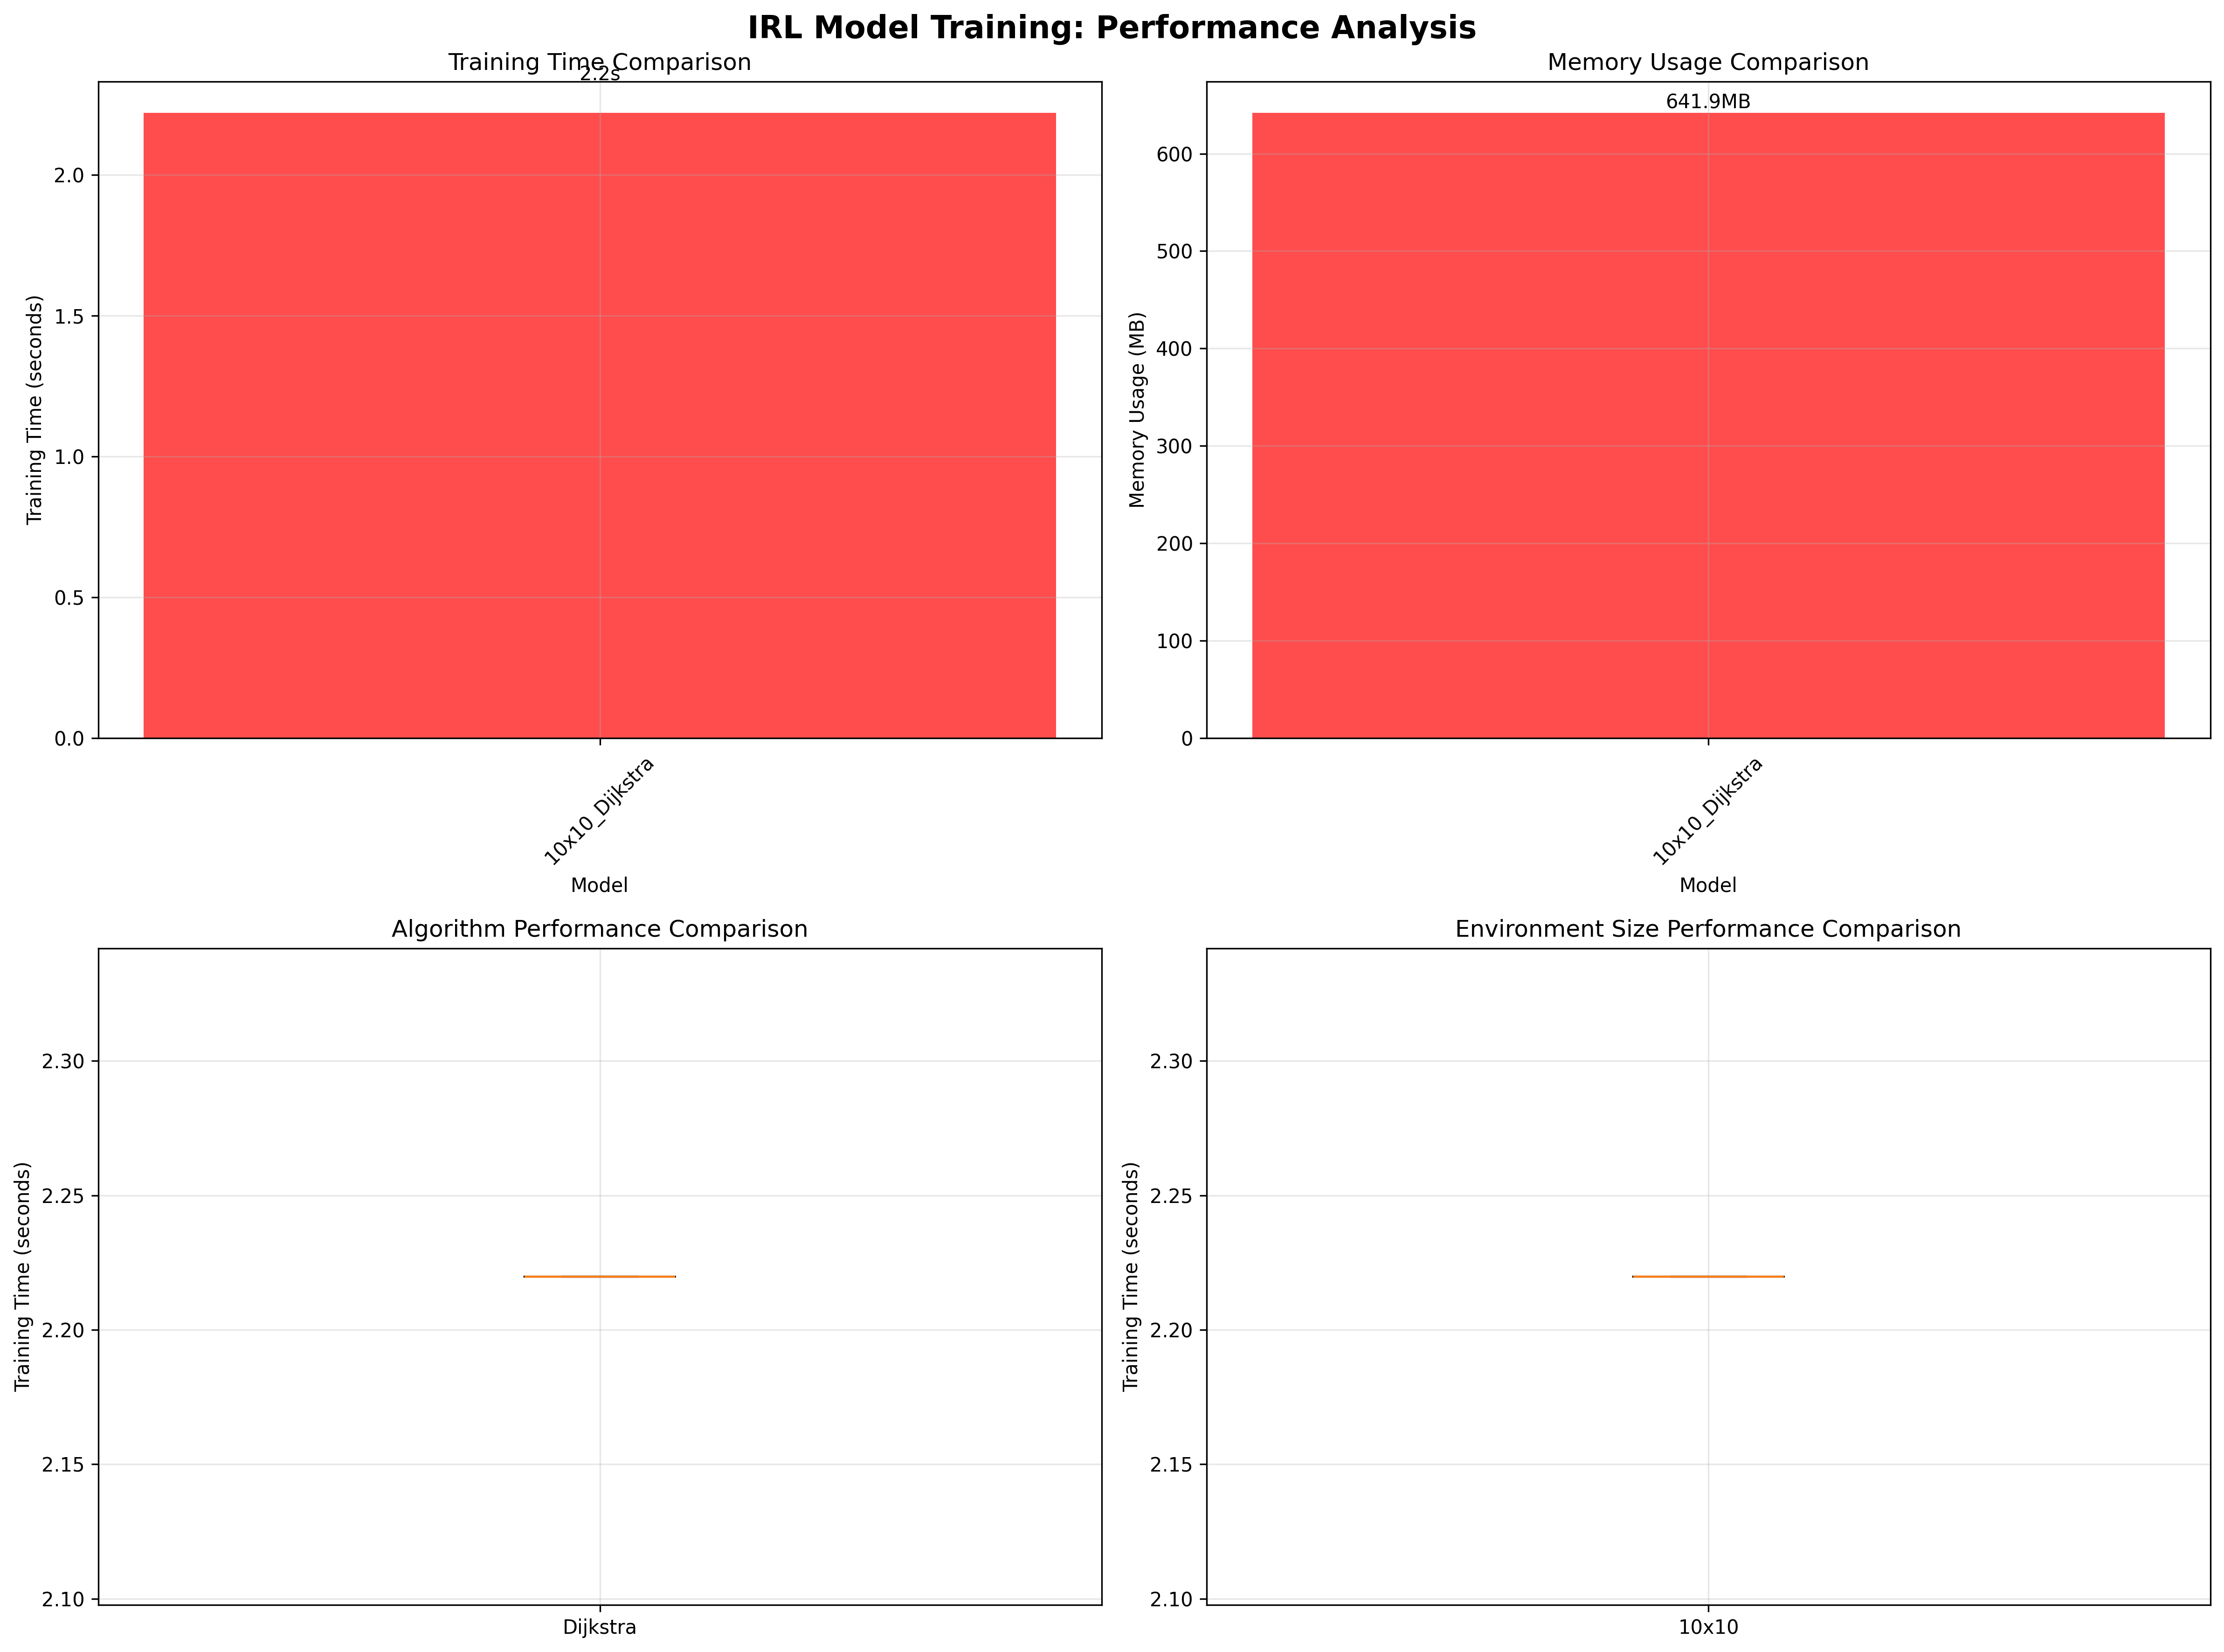 IRL Model Training: Performance Analysis
Training Time Comparison
2.2s
2.0
1.5
1.0
0.5
0.0
Training Time (seconds)
10x10_Dijkstra
Model
Memory Usage Comparison
641.9MB
600
500
400
300
200
100
0
Memory Usage (MB)
10x10_Dijkstra
Model
Algorithm Performance Comparison
2.30
2.25
2.20
2.15
2.10
Training Time (seconds)
Dijkstra
Environment Size Performance Comparison
2.30
2.25
2.20
2.15
2.10
Training Time (seconds)
10x10